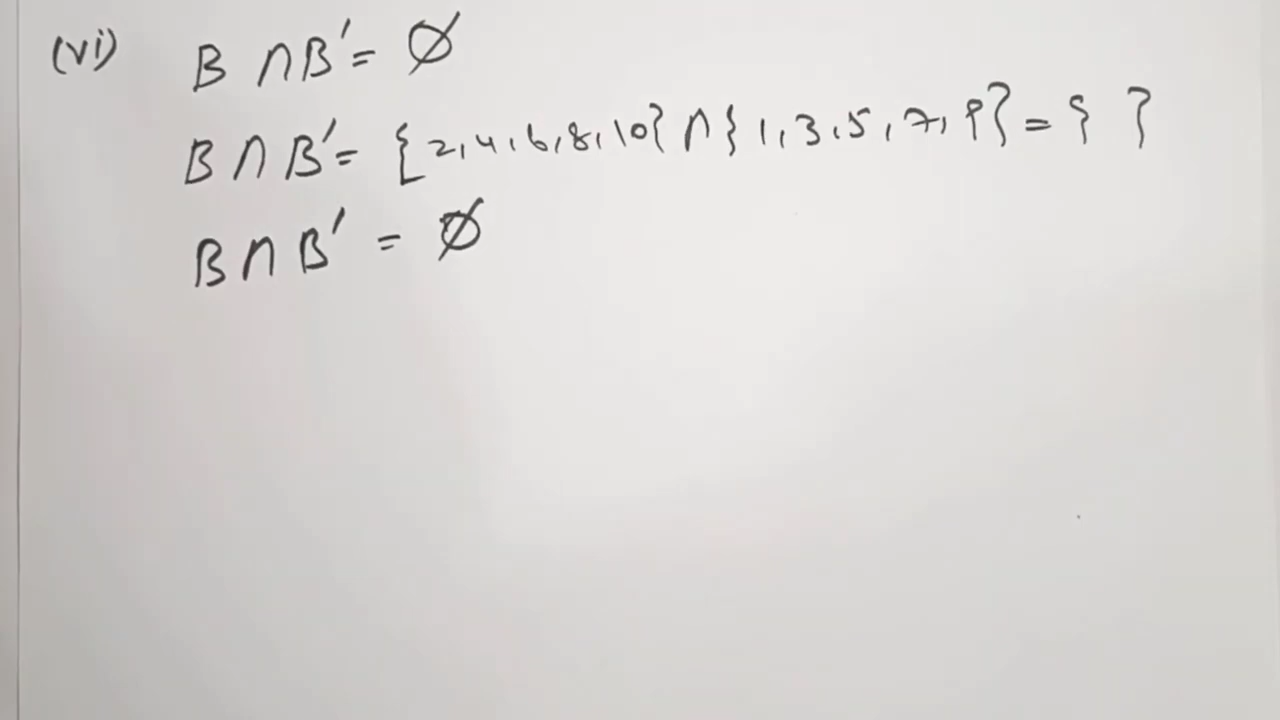 (vi) B ∩ B' = Ø
B ∩ B' = {2,4,6,8,10} ∩ {1,3,5,7,9} = { }
B ∩ B' = Ø